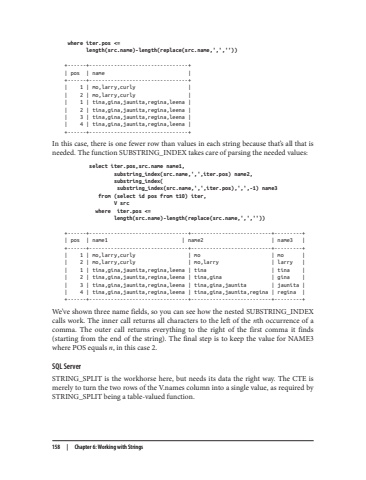 where iter.pos <=
length(src.name)-length(replace(src.name,',',''))
+------+--------------------------------+
| pos | name |
+------+--------------------------------+
| 1 | mo,larry,curly |
| 2 | mo,larry,curly |
| 1 | tina,gina,jaunita,regina,leena |
| 2 | tina,gina,jaunita,regina,leena |
| 3 | tina,gina,jaunita,regina,leena |
| 4 | tina,gina,jaunita,regina,leena |
+------+--------------------------------+
In this case, there is one fewer row than values in each string because that's all that is
needed. The function SUBSTRING_INDEX takes care of parsing the needed values:
select iter.pos,src.name name1,
substring_index(src.name,',',iter.pos) name2,
substring_index(
substring_index(src.name,',',iter.pos),',',-1) name3
from (select id pos from t10) iter,
V src
where iter.pos <=
length(src.name)-length(replace(src.name,',',''))
+------+--------------------------------+--------------------------+---------+
| pos | name1 | name2 | name3 |
+------+--------------------------------+--------------------------+---------+
| 1 | mo,larry,curly | mo | mo |
| 2 | mo,larry,curly | mo,larry | larry |
| 1 | tina,gina,jaunita,regina,leena | tina | tina |
| 2 | tina,gina,jaunita,regina,leena | tina,gina | gina |
| 3 | tina,gina,jaunita,regina,leena | tina,gina,jaunita | jaunita |
| 4 | tina,gina,jaunita,regina,leena | tina,gina,jaunita,regina | regina |
+------+--------------------------------+--------------------------+---------+
We've shown three name fields, so you can see how the nested SUBSTRING_INDEX
calls work. The inner call returns all characters to the left of the nth occurrence of a
comma. The outer call returns everything to the right of the first comma it finds
(starting from the end of the string). The final step is to keep the value for NAME3
where POS equals n, in this case 2.
SQL Server
STRING_SPLIT is the workhorse here, but needs its data the right way. The CTE is
merely to turn the two rows of the V.names column into a single value, as required by
STRING_SPLIT being a table-valued function.
158 | Chapter 6: Working with Strings